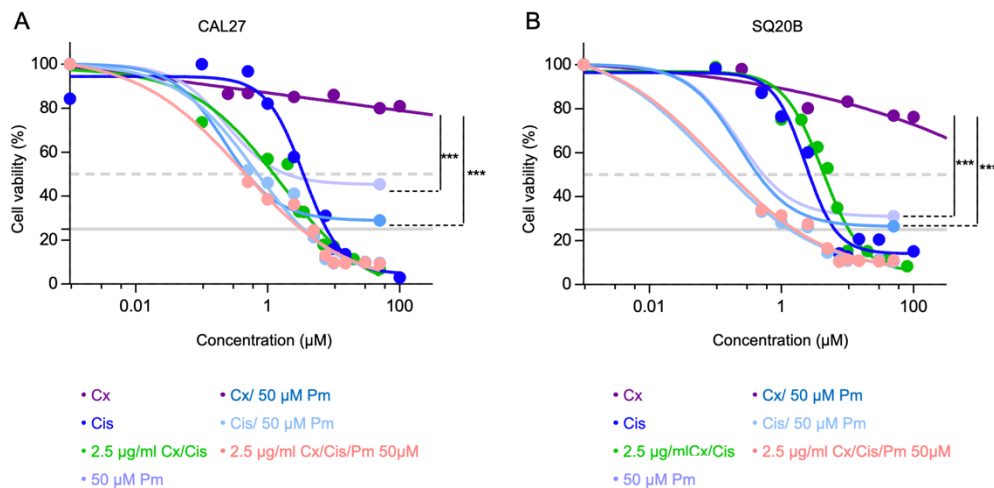 A
CAL27
Cell viability (%)
100
80
60
40
20
0
0.01
1
100
Concentration (µM)
***
***
• Cx
• Cis
• 2.5 µg/ml Cx/Cis
• 50 µM Pm
• Cx/ 50 µM Pm
• Cis/ 50 µM Pm
• 2.5 µg/ml Cx/Cis/Pm 50µM
B
SQ20B
Cell viability (%)
100
80
60
40
20
0
0.01
1
100
Concentration (µM)
***
***
• Cx
• Cis
• 2.5 µg/mlCx/Cis
• 50 µM Pm
• Cx/ 50 µM Pm
• Cis/ 50 µM Pm
• 2.5 µg/ml Cx/Cis/Pm 50µM